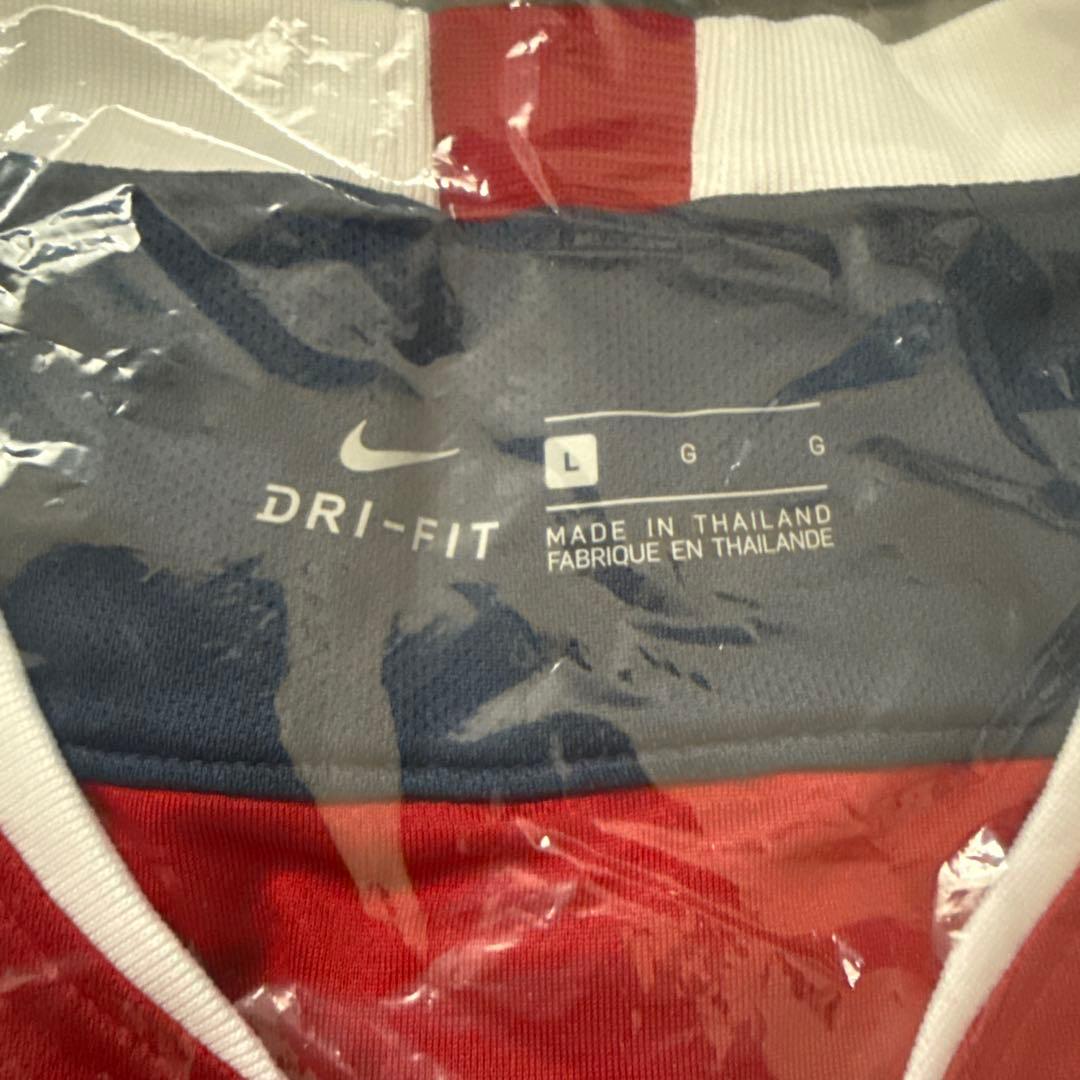 DRI-FIT
L G G
MADE IN THAILAND
FABRIQUE EN THAILANDE